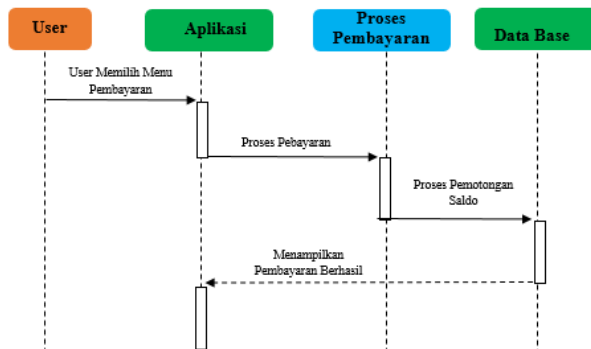 User
Aplikasi
Proses
Pembayaran
Data Base
User Memilih Menu
Pembayaran
Proses Pebayaran
Proses Pemotongan
Saldo
Menampilkan
Pembayaran Berhasil